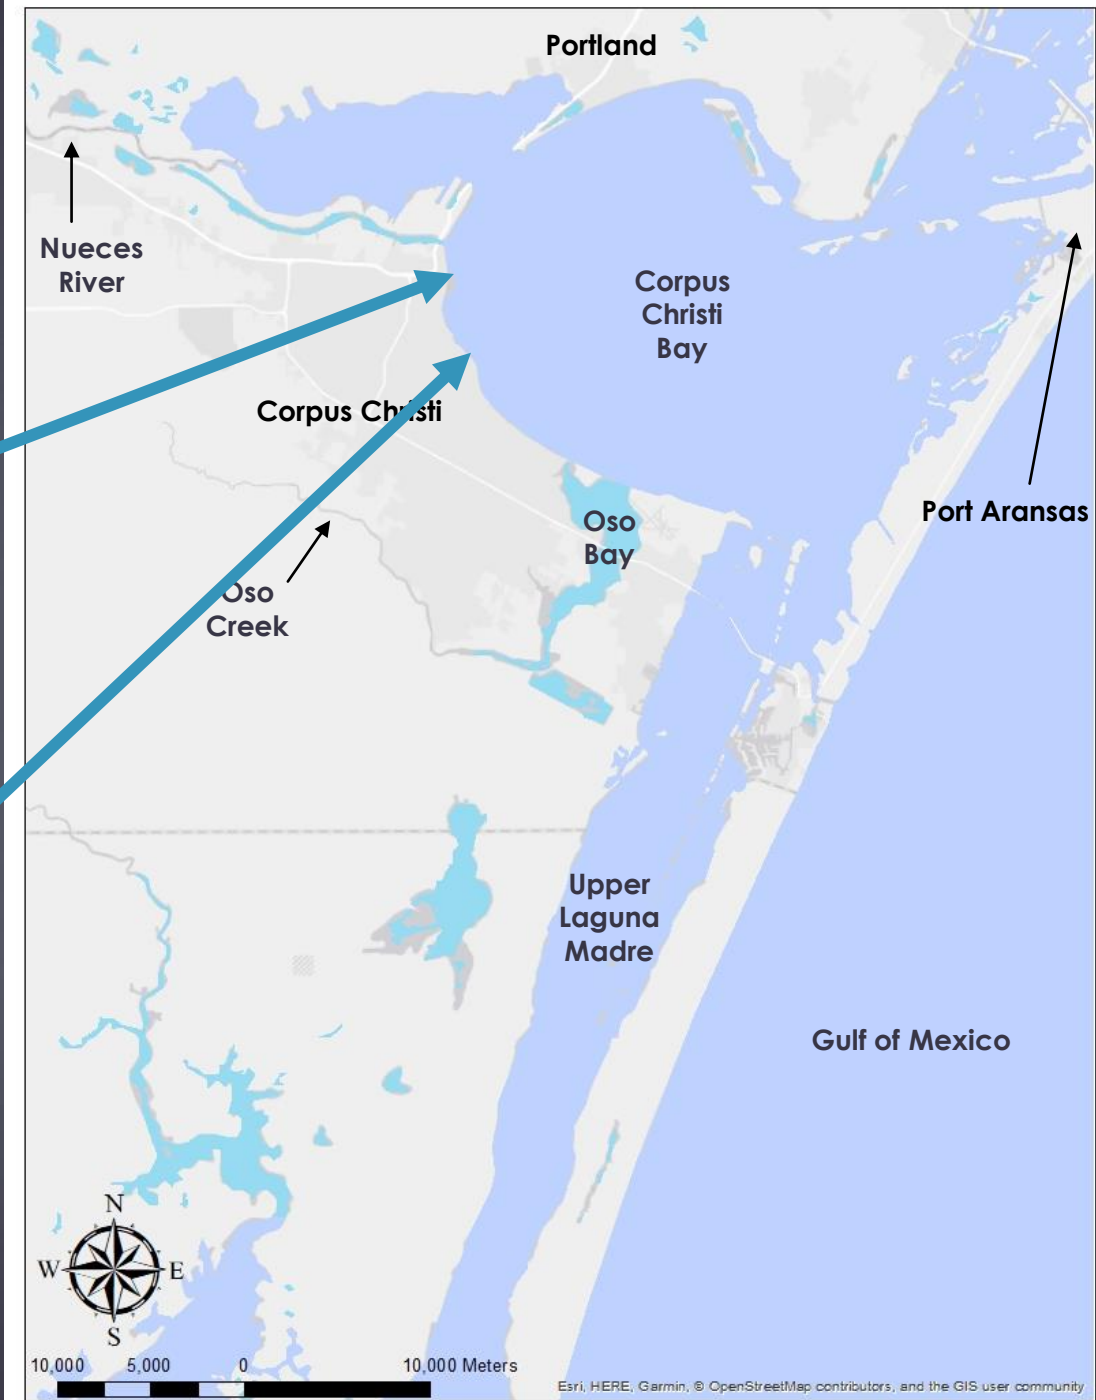 Portland
Nueces
River
Corpus
Christi
Bay
Corpus Christi
Port Aransas
Oso
Bay
Oso
Creek
Upper
Laguna
Madre
Gulf of Mexico
N
W E
S
10,000 5,000 0 10,000 Meters
Esri, HERE, Garmin, © OpenStreetMap contributors, and the GIS user community